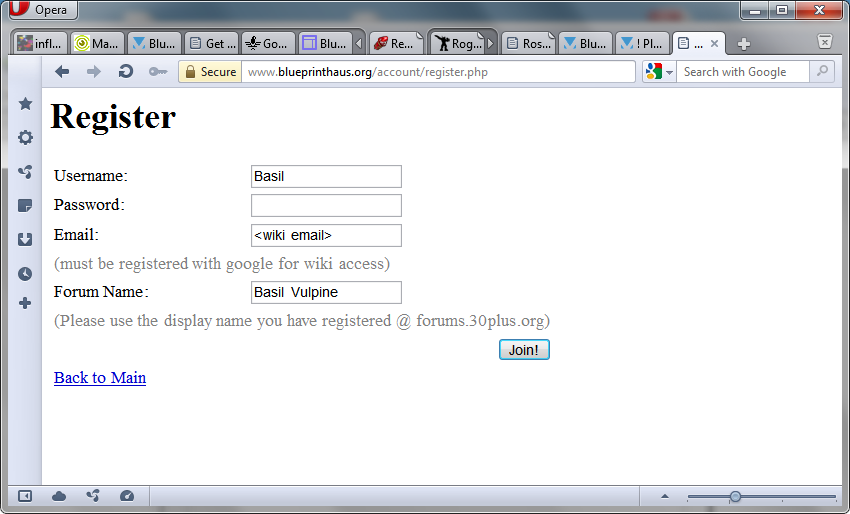 Opera
infl...
Ma...
Blu...
Get ...
Go...
Blu...
Re...
Rog...
Ros...
Blu...
! Pl...
...
Secure www.blueprinthaus.org/account/register.php Search with Google
Register
Username: Basil
Password:
Email: <wiki email>
(must be registered with google for wiki access)
Forum Name: Basil Vulpine
(Please use the display name you have registered @ forums.30plus.org)
Join!
Back to Main